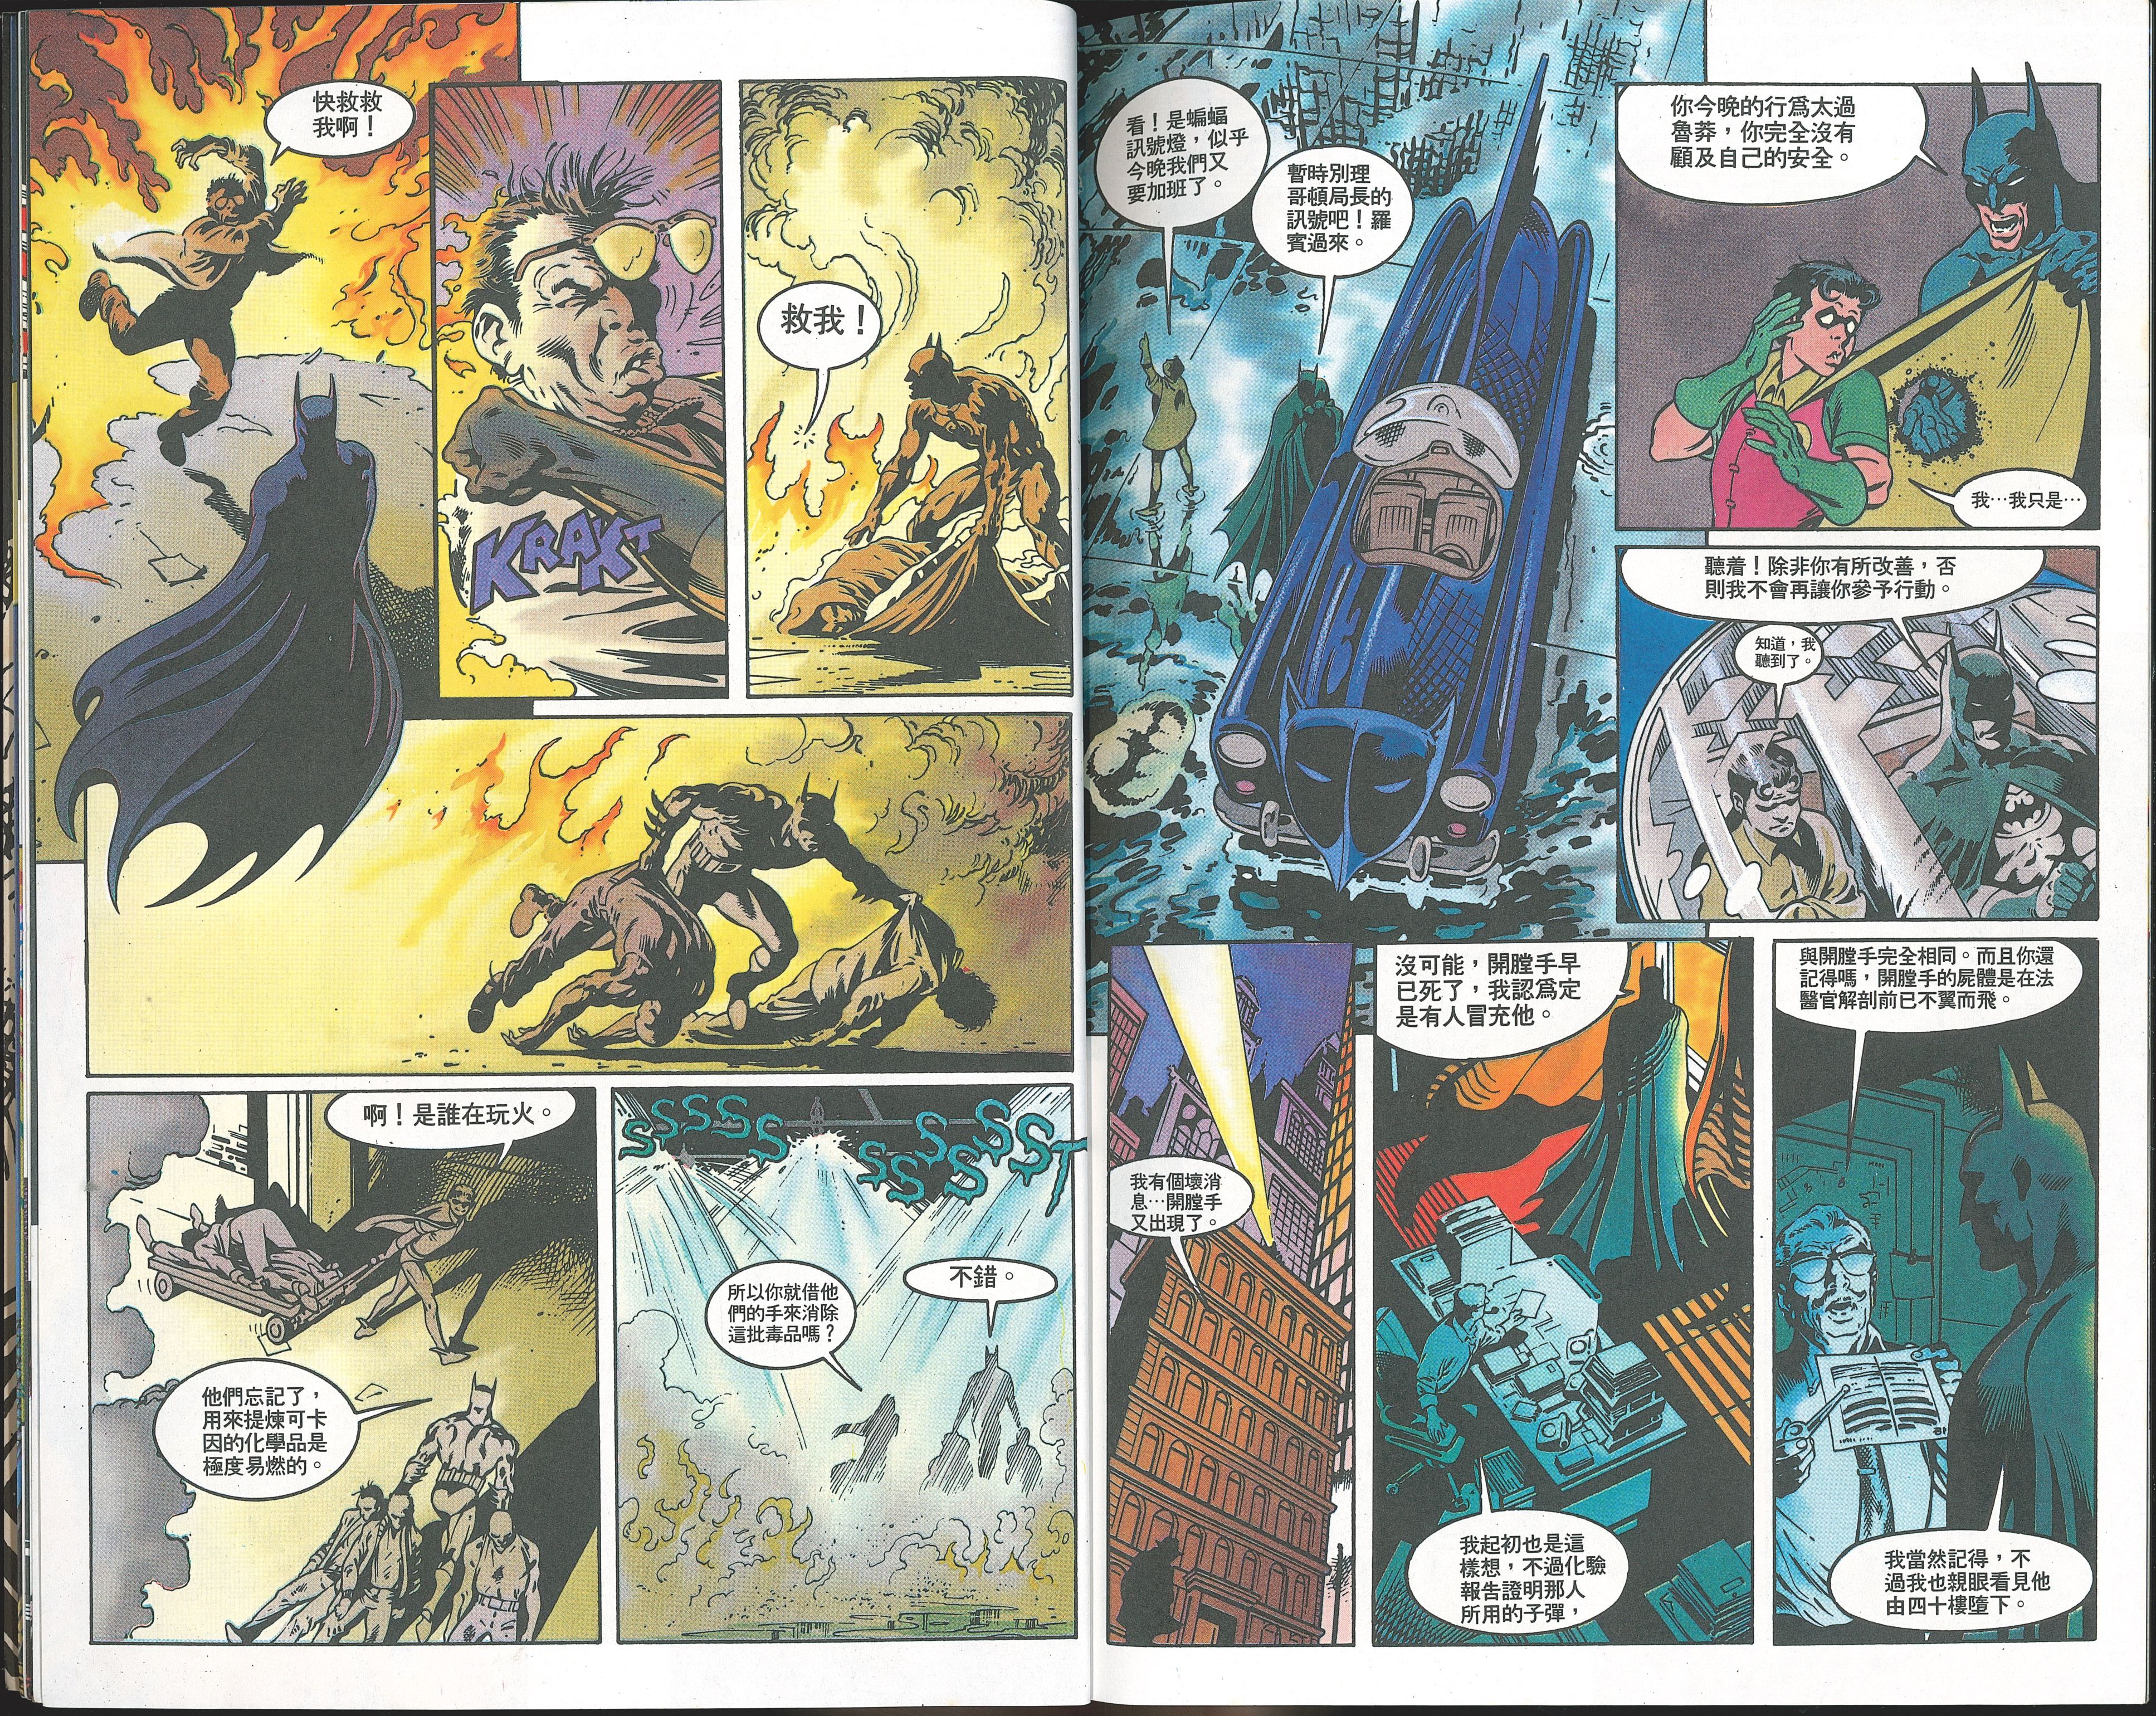 快救救
我啊！
KRAKT
救我！
啊！是誰在玩火。
他們忘記了，
用來提煉可卡
因的化學品是
極度易燃的。
SSSSSSSSSSSST
所以你就借他
們的手來消除
這批毒品嗎？
不錯。
看！是蝙蝠
訊號燈，似乎
今晚我們又
要加班了。
暫時別理
哥頓局長的
訊號吧！羅
賓過來。
你今晚的行爲太過
魯莽，你完全沒有
顧及自己的安全。
我…我只是…
聽着！除非你有所改善，否
則我不會再讓你參予行動。
知道，我
聽到了。
我有個壞消
息…開膛手
又出現了。
沒可能，開膛手早
已死了，我認爲定
是有人冒充他。
我起初也是這
樣想，不過化驗
報告證明那人
所用的子彈，
與開膛手完全相同。而且你還
記得嗎，開膛手的屍體是在法
醫官解剖前已不翼而飛。
我當然記得，不
過我也親眼看見他
由四十樓墮下。